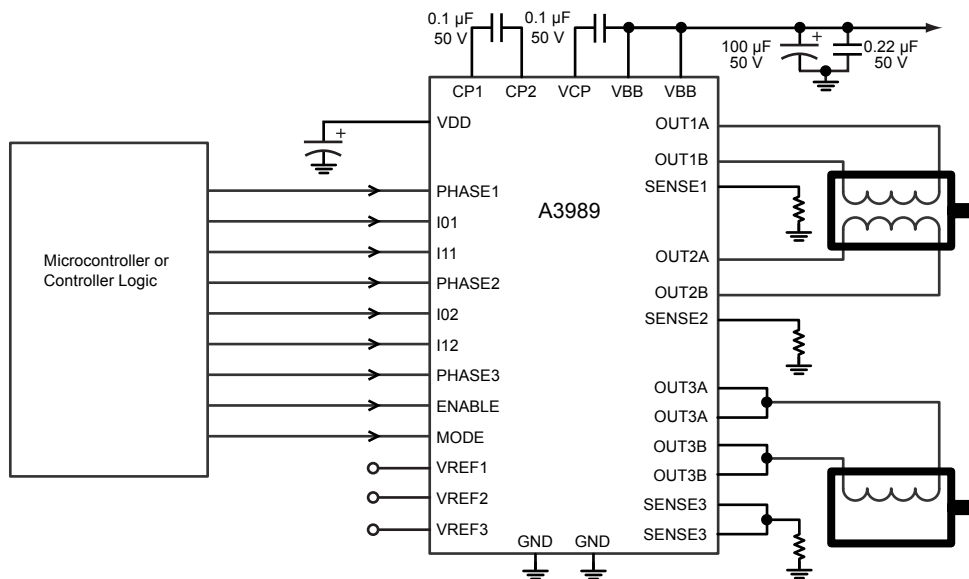 0.1 µF
50 V
0.1 µF
50 V
100 µF
50 V
+
0.22 µF
50 V
CP1
CP2
VCP
VBB
VBB
+
VDD
OUT1A
OUT1B
SENSE1
A3989
PHASE1
I01
I11
PHASE2
I02
I12
PHASE3
ENABLE
MODE
VREF1
VREF2
VREF3
Microcontroller or
Controller Logic
OUT2A
OUT2B
SENSE2
OUT3A
OUT3A
OUT3B
OUT3B
SENSE3
SENSE3
GND
GND